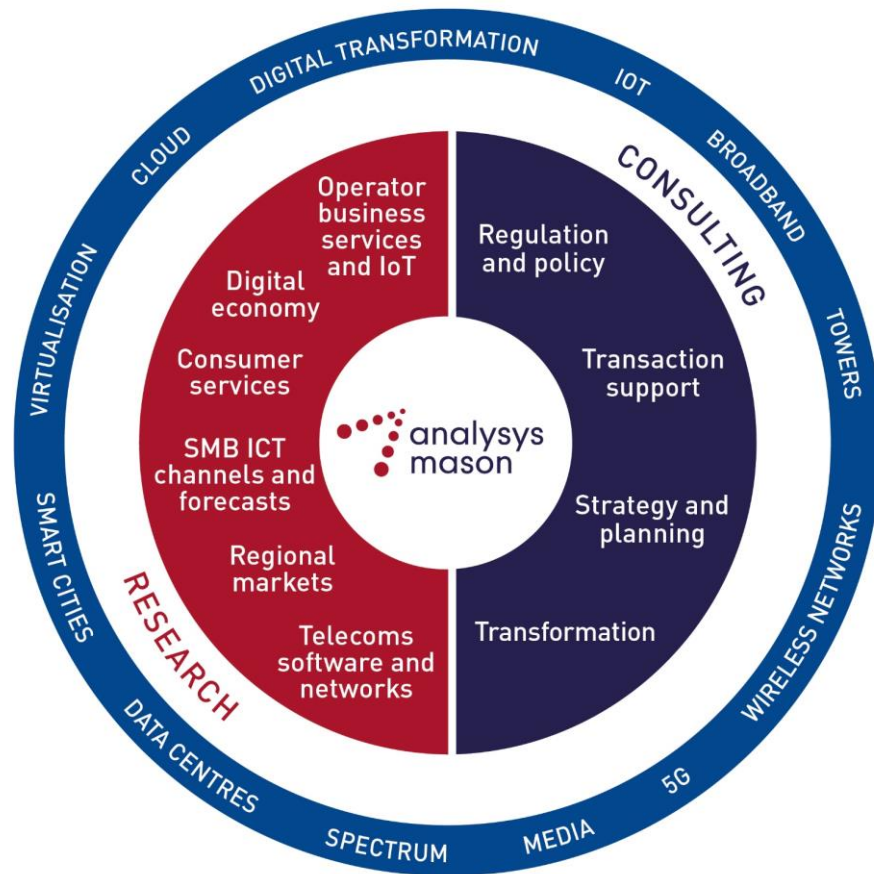 DIGITAL TRANSFORMATION
IOT
BROADBAND
TOWERS
WIRELESS NETWORKS
5G
MEDIA
SPECTRUM
DATA CENTRES
SMART CITIES
VIRTUALISATION
CLOUD
CONSULTING
Regulation
and policy
Transaction
support
Strategy and
planning
Transformation
RESEARCH
Operator
business
services
and IoT
Digital
economy
Consumer
services
SMB ICT
channels and
forecasts
Regional
markets
Telecoms
software and
networks
analysys
mason